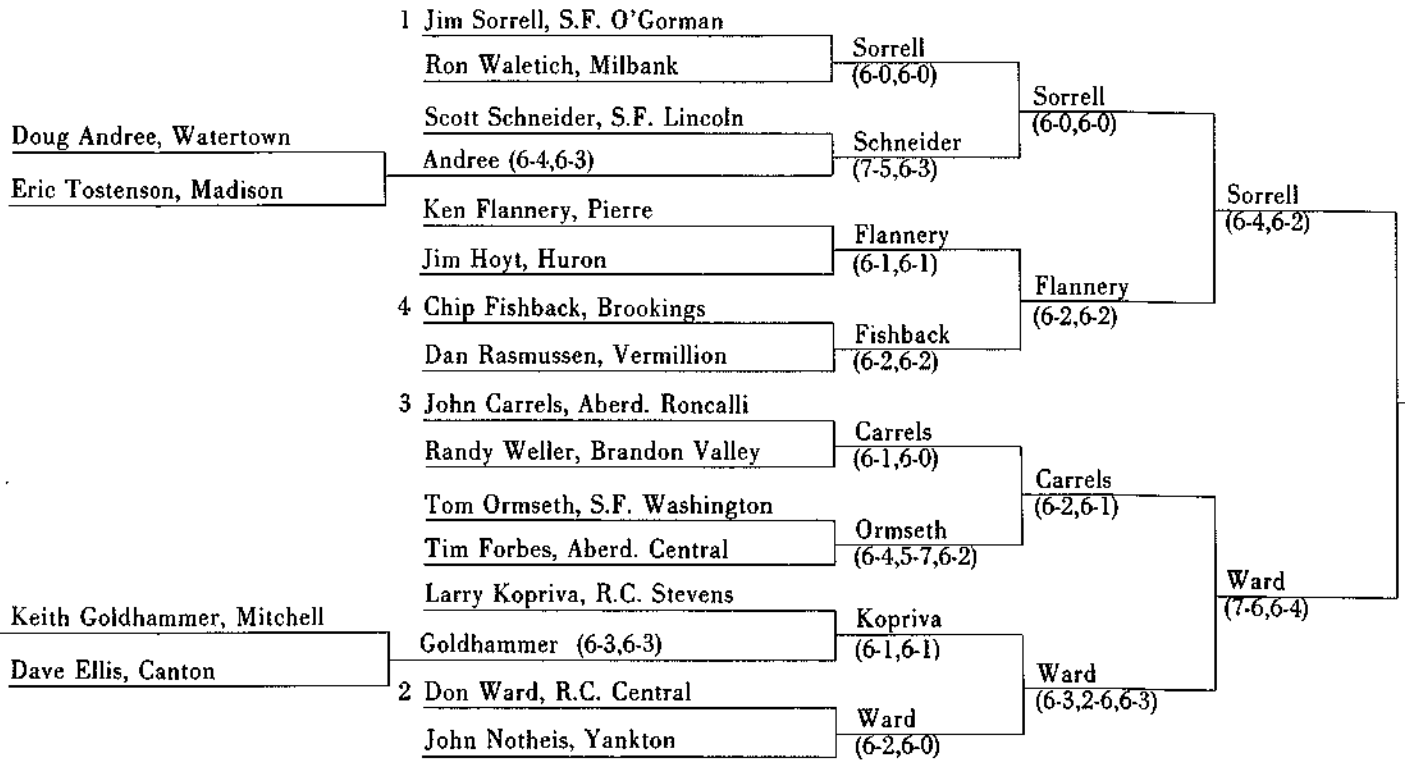 Doug Andree, Watertown
Eric Tostenson, Madison
Keith Goldhammer, Mitchell
Dave Ellis, Canton
1 Jim Sorrell, S.F. O'Gorman
Ron Waletich, Milbank
Scott Schneider, S.F. Lincoln
Andree (6-4,6-3)
Ken Flannery, Pierre
Jim Hoyt, Huron
4 Chip Fishback, Brookings
Dan Rasmussen, Vermillion
3 John Carrels, Aberd. Roncalli
Randy Weller, Brandon Valley
Tom Ormseth, S.F. Washington
Tim Forbes, Aberd. Central
Larry Kopriva, R.C. Stevens
Goldhammer (6-3,6-3)
2 Don Ward, R.C. Central
John Notheis, Yankton
Sorrell
(6-0,6-0)
Schneider
(7-5,6-3)
Flannery
(6-1,6-1)
Fishback
(6-2,6-2)
Carrels
(6-1,6-0)
Ormseth
(6-4,5-7,6-2)
Kopriva
(6-1,6-1)
Ward
(6-2,6-0)
Sorrell
(6-0,6-0)
Flannery
(6-2,6-2)
Carrels
(6-2,6-1)
Ward
(6-3,2-6,6-3)
Sorrell
(6-4,6-2)
Ward
(7-6,6-4)